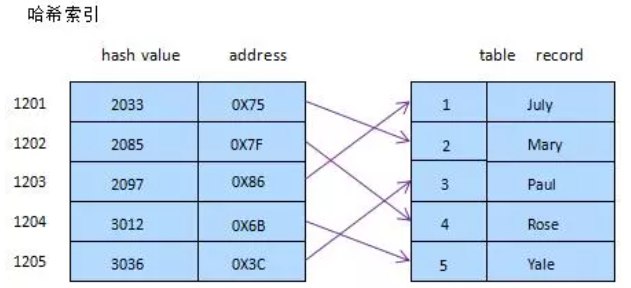 哈希索引
hash value address table record
1201 2033 0X75 1 July
1202 2085 0X7F 2 Mary
1203 2097 0X86 3 Paul
1204 3012 0X6B 4 Rose
1205 3036 0X3C 5 Yale